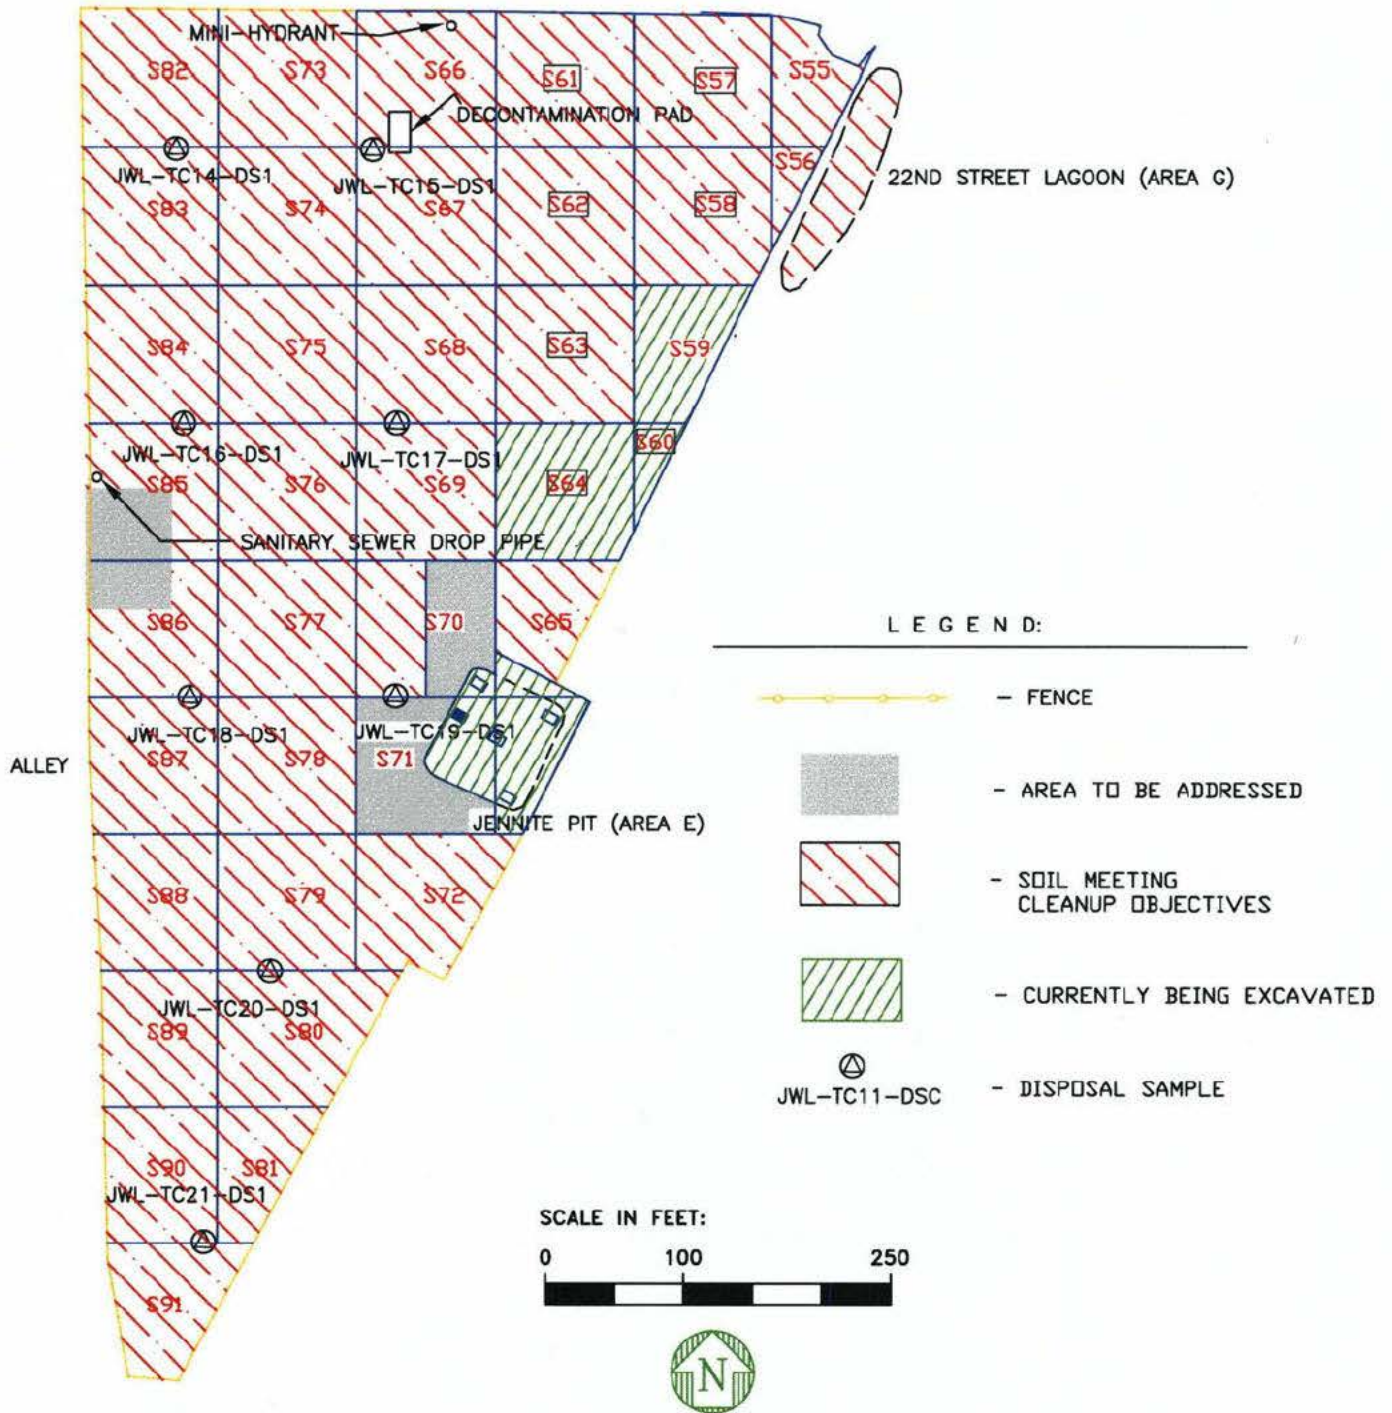 MINI-HYDRANT
S82
S73
S66
S61
S57
S55
DECONTAMINATION PAD
JWL-TC14-DS1
JWL-TC15-DS1
S56
22ND STREET LAGOON (AREA G)
S83
S74
S67
S62
S58
S84
S75
S68
S63
S59
JWL-TC16-DS1
JWL-TC17-DS1
S60
S85
S76
S69
S64
SANITARY SEWER DROP PIPE
S86
S77
S70
S65
JWL-TC18-DS1
JWL-TC19-DS1
ALLEY
S87
S78
S71
JENNITE PIT (AREA E)
S88
S79
S72
JWL-TC20-DS1
S89
S80
S90
S81
JWL-TC21-DS1
S91
LEGEND:
- FENCE
- AREA TO BE ADDRESSED
- SOIL MEETING
CLEANUP OBJECTIVES
- CURRENTLY BEING EXCAVATED
JWL-TC11-DSC
- DISPOSAL SAMPLE
SCALE IN FEET:
0 100 250
N